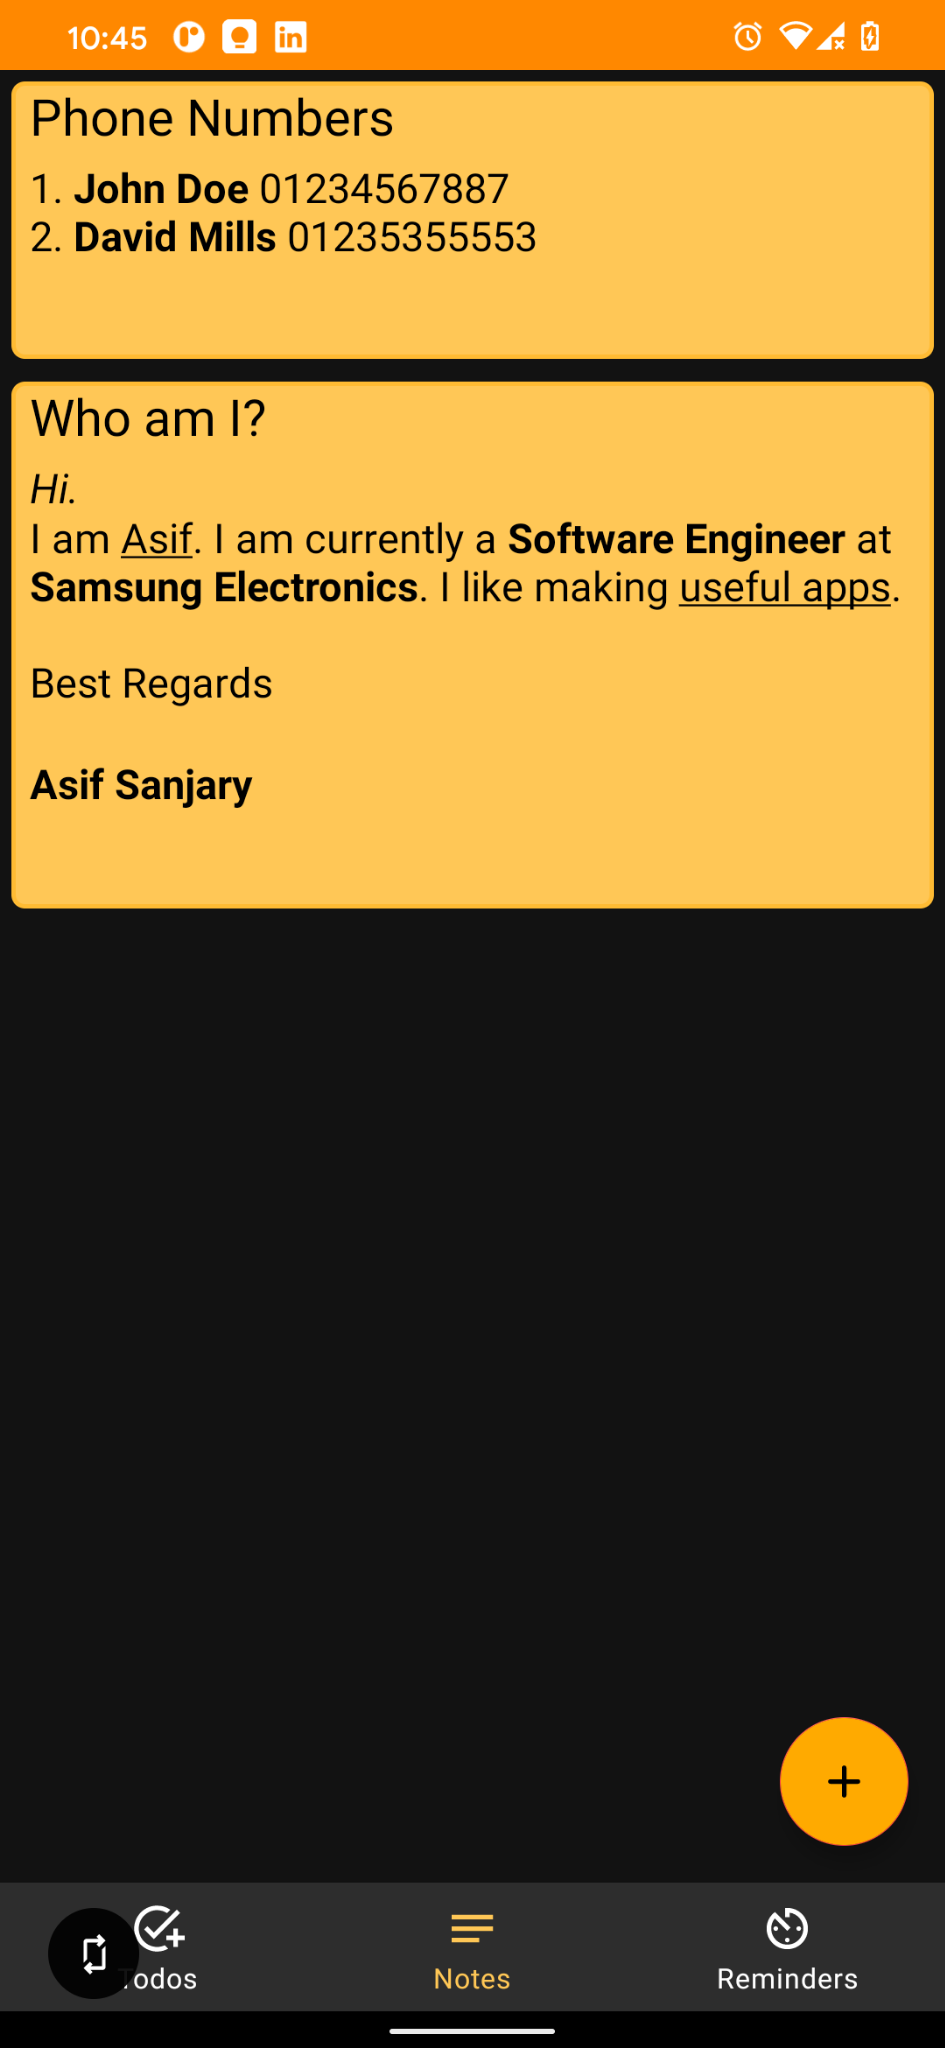 10:45
Phone Numbers
1. John Doe 01234567887
2. David Mills 01235355553
Who am I?
Hi.
I am Asif. I am currently a Software Engineer at
Samsung Electronics. I like making useful apps.
Best Regards
Asif Sanjary
Todos
Notes
Reminders